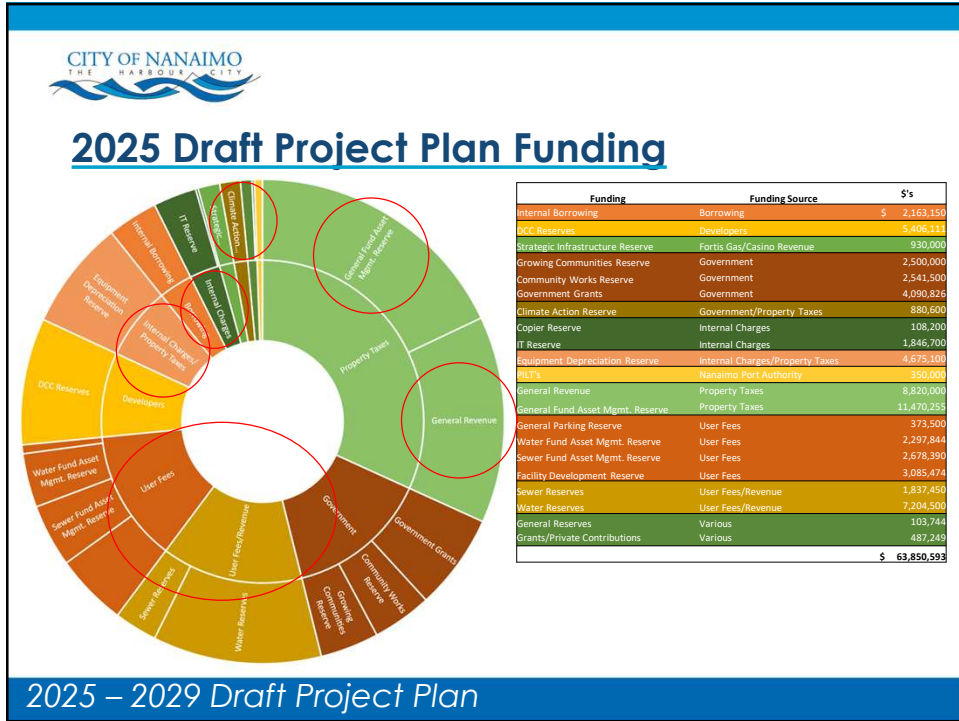 CITY OF NANAIMO
THE HARBOUR CITY
2025 Draft Project Plan Funding
General Fund Asset
Mgmt. Reserve
Property Taxes
General Revenue
Government
Government Grants
Community Works
Reserve
Growing
Communities
Reserve
User Fees/Revenue
Water Reserves
Sewer Reserves
User Fees
Sewer Fund Asset
Mgmt. Reserve
Water Fund Asset
Mgmt. Reserve
Developers
DCC Reserves
Internal Charges/
Property Taxes
Equipment
Depreciation
Reserve
Borrowing
Internal Borrowing
Internal Charges
IT Reserve
Strategic...
Climate Action...
Funding Funding Source $'s
Internal Borrowing Borrowing $ 2,163,150
DCC Reserves Developers 5,406,111
Strategic Infrastructure Reserve Fortis Gas/Casino Revenue 930,000
Growing Communities Reserve Government 2,500,000
Community Works Reserve Government 2,541,500
Government Grants Government 4,090,826
Climate Action Reserve Government/Property Taxes 880,600
Copier Reserve Internal Charges 108,200
IT Reserve Internal Charges 1,846,700
Equipment Depreciation Reserve Internal Charges/Property Taxes 4,675,100
PILT's Nanaimo Port Authority 350,000
General Revenue Property Taxes 8,820,000
General Fund Asset Mgmt. Reserve Property Taxes 11,470,255
General Parking Reserve User Fees 373,500
Water Fund Asset Mgmt. Reserve User Fees 2,297,844
Sewer Fund Asset Mgmt. Reserve User Fees 2,678,390
Facility Development Reserve User Fees 3,085,474
Sewer Reserves User Fees/Revenue 1,837,450
Water Reserves User Fees/Revenue 7,204,500
General Reserves Various 103,744
Grants/Private Contributions Various 487,249
$ 63,850,593
2025 – 2029 Draft Project Plan